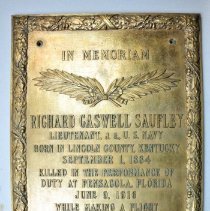 IN MEMORIAM
RICHARD CASWELL SAUFLEY
LIEUTENANT, J. G., U. S. NAVY
BORN IN LINCOLN COUNTY, KENTUCKY
SEPTEMBER 1, 1884
KILLED IN THE PERFORMANCE OF
DUTY AT PENSACOLA, FLORIDA
JUNE 9, 1916
WHILE MAKING A FLIGHT